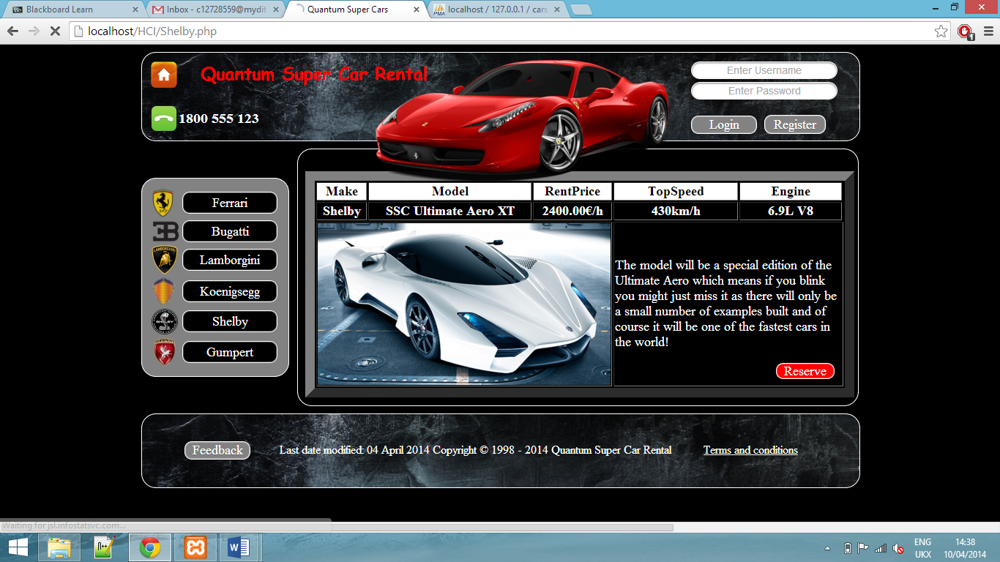 Blackboard Learn
Inbox - c12728559@mydit
Quantum Super Cars
localhost / 127.0.0.1 / cars
localhost/HCI/Shelby.php
1
Quantum Super Car Rental
1800 555 123
Enter Username
Enter Password
Login
Register
Ferrari
Bugatti
LAMBORGHINI
Lamborgini
Koenigsegg
SHELBY
Shelby
GUMPERT
Gumpert
Make Model RentPrice TopSpeed Engine
Shelby SSC Ultimate Aero XT 2400.00€/h 430km/h 6.9L V8
The model will be a special edition of the
Ultimate Aero which means if you blink
you might just miss it as there will only be
a small number of examples built and of
course it will be one of the fastest cars in
the world!
Reserve
Feedback
Last date modified: 04 April 2014 Copyright © 1998 - 2014 Quantum Super Car Rental
Terms and conditions
Waiting for jsl.infostatsvc.com...
ENG
UKX
14:38
10/04/2014